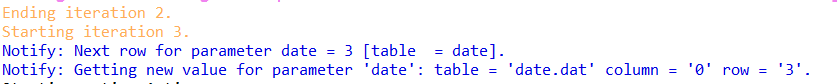 Ending iteration 2.
Starting iteration 3.
Notify: Next row for parameter date = 3 [table  = date].
Notify: Getting new value for parameter 'date': table = 'date.dat' column = '0' row = '3'.